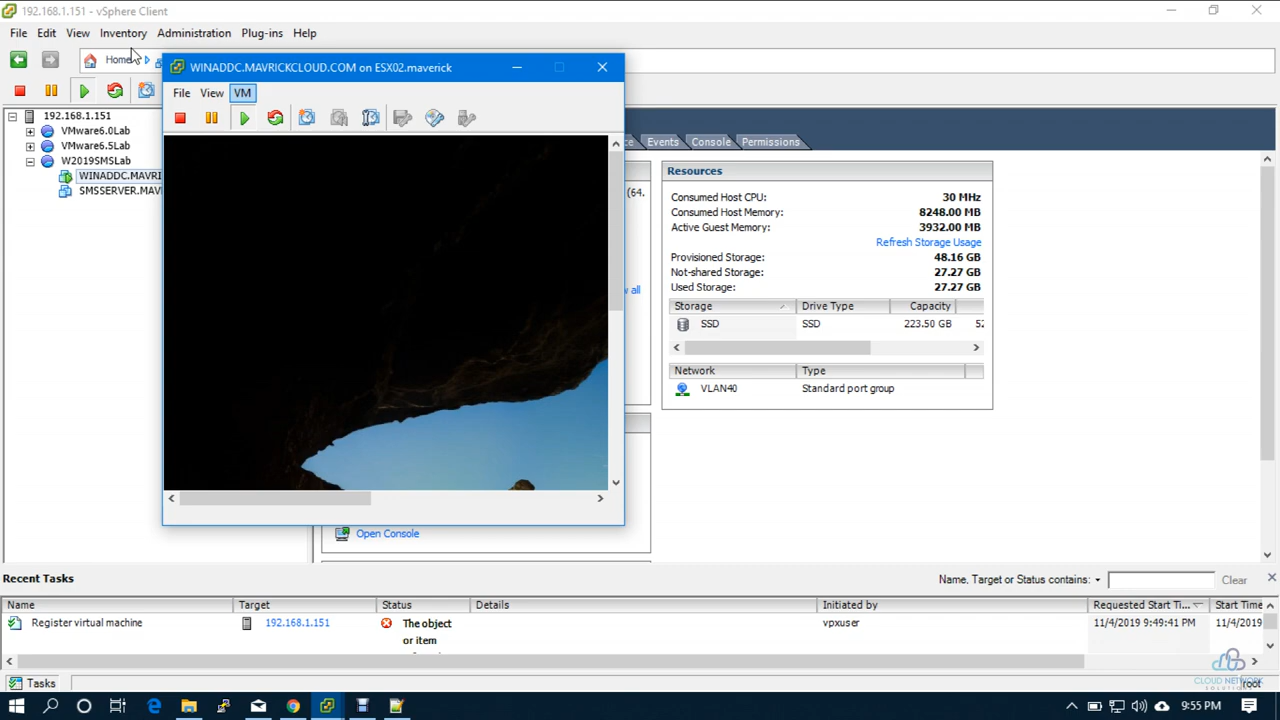 192.168.1.151 - vSphere Client
File Edit View Inventory Administration Plug-ins Help
Home
WINADDC.MAVRICKCLOUD.COM on ESX02.maverick
File View VM
192.168.1.151
VMware6.0Lab
VMware6.5Lab
W2019SMSLab
WINADDC.MAVRI
SMSSERVER.MAV
Events Console Permissions
(64.
Resources
Consumed Host CPU: 30 MHz
Consumed Host Memory: 8248.00 MB
Active Guest Memory: 3932.00 MB
Refresh Storage Usage
Provisioned Storage: 48.16 GB
Not-shared Storage: 27.27 GB
Used Storage: 27.27 GB
Storage Drive Type Capacity
SSD SSD 223.50 GB 52
Network Type
VLAN40 Standard port group
all
Open Console
Recent Tasks
Name, Target or Status contains: Clear
Name Target Status Details Initiated by Requested Start Ti... Start Time
Register virtual machine 192.168.1.151 The object vpxuser 11/4/2019 9:49:41 PM 11/4/2019
or item
Tasks root
CLOUD NETWORK
9:55 PM